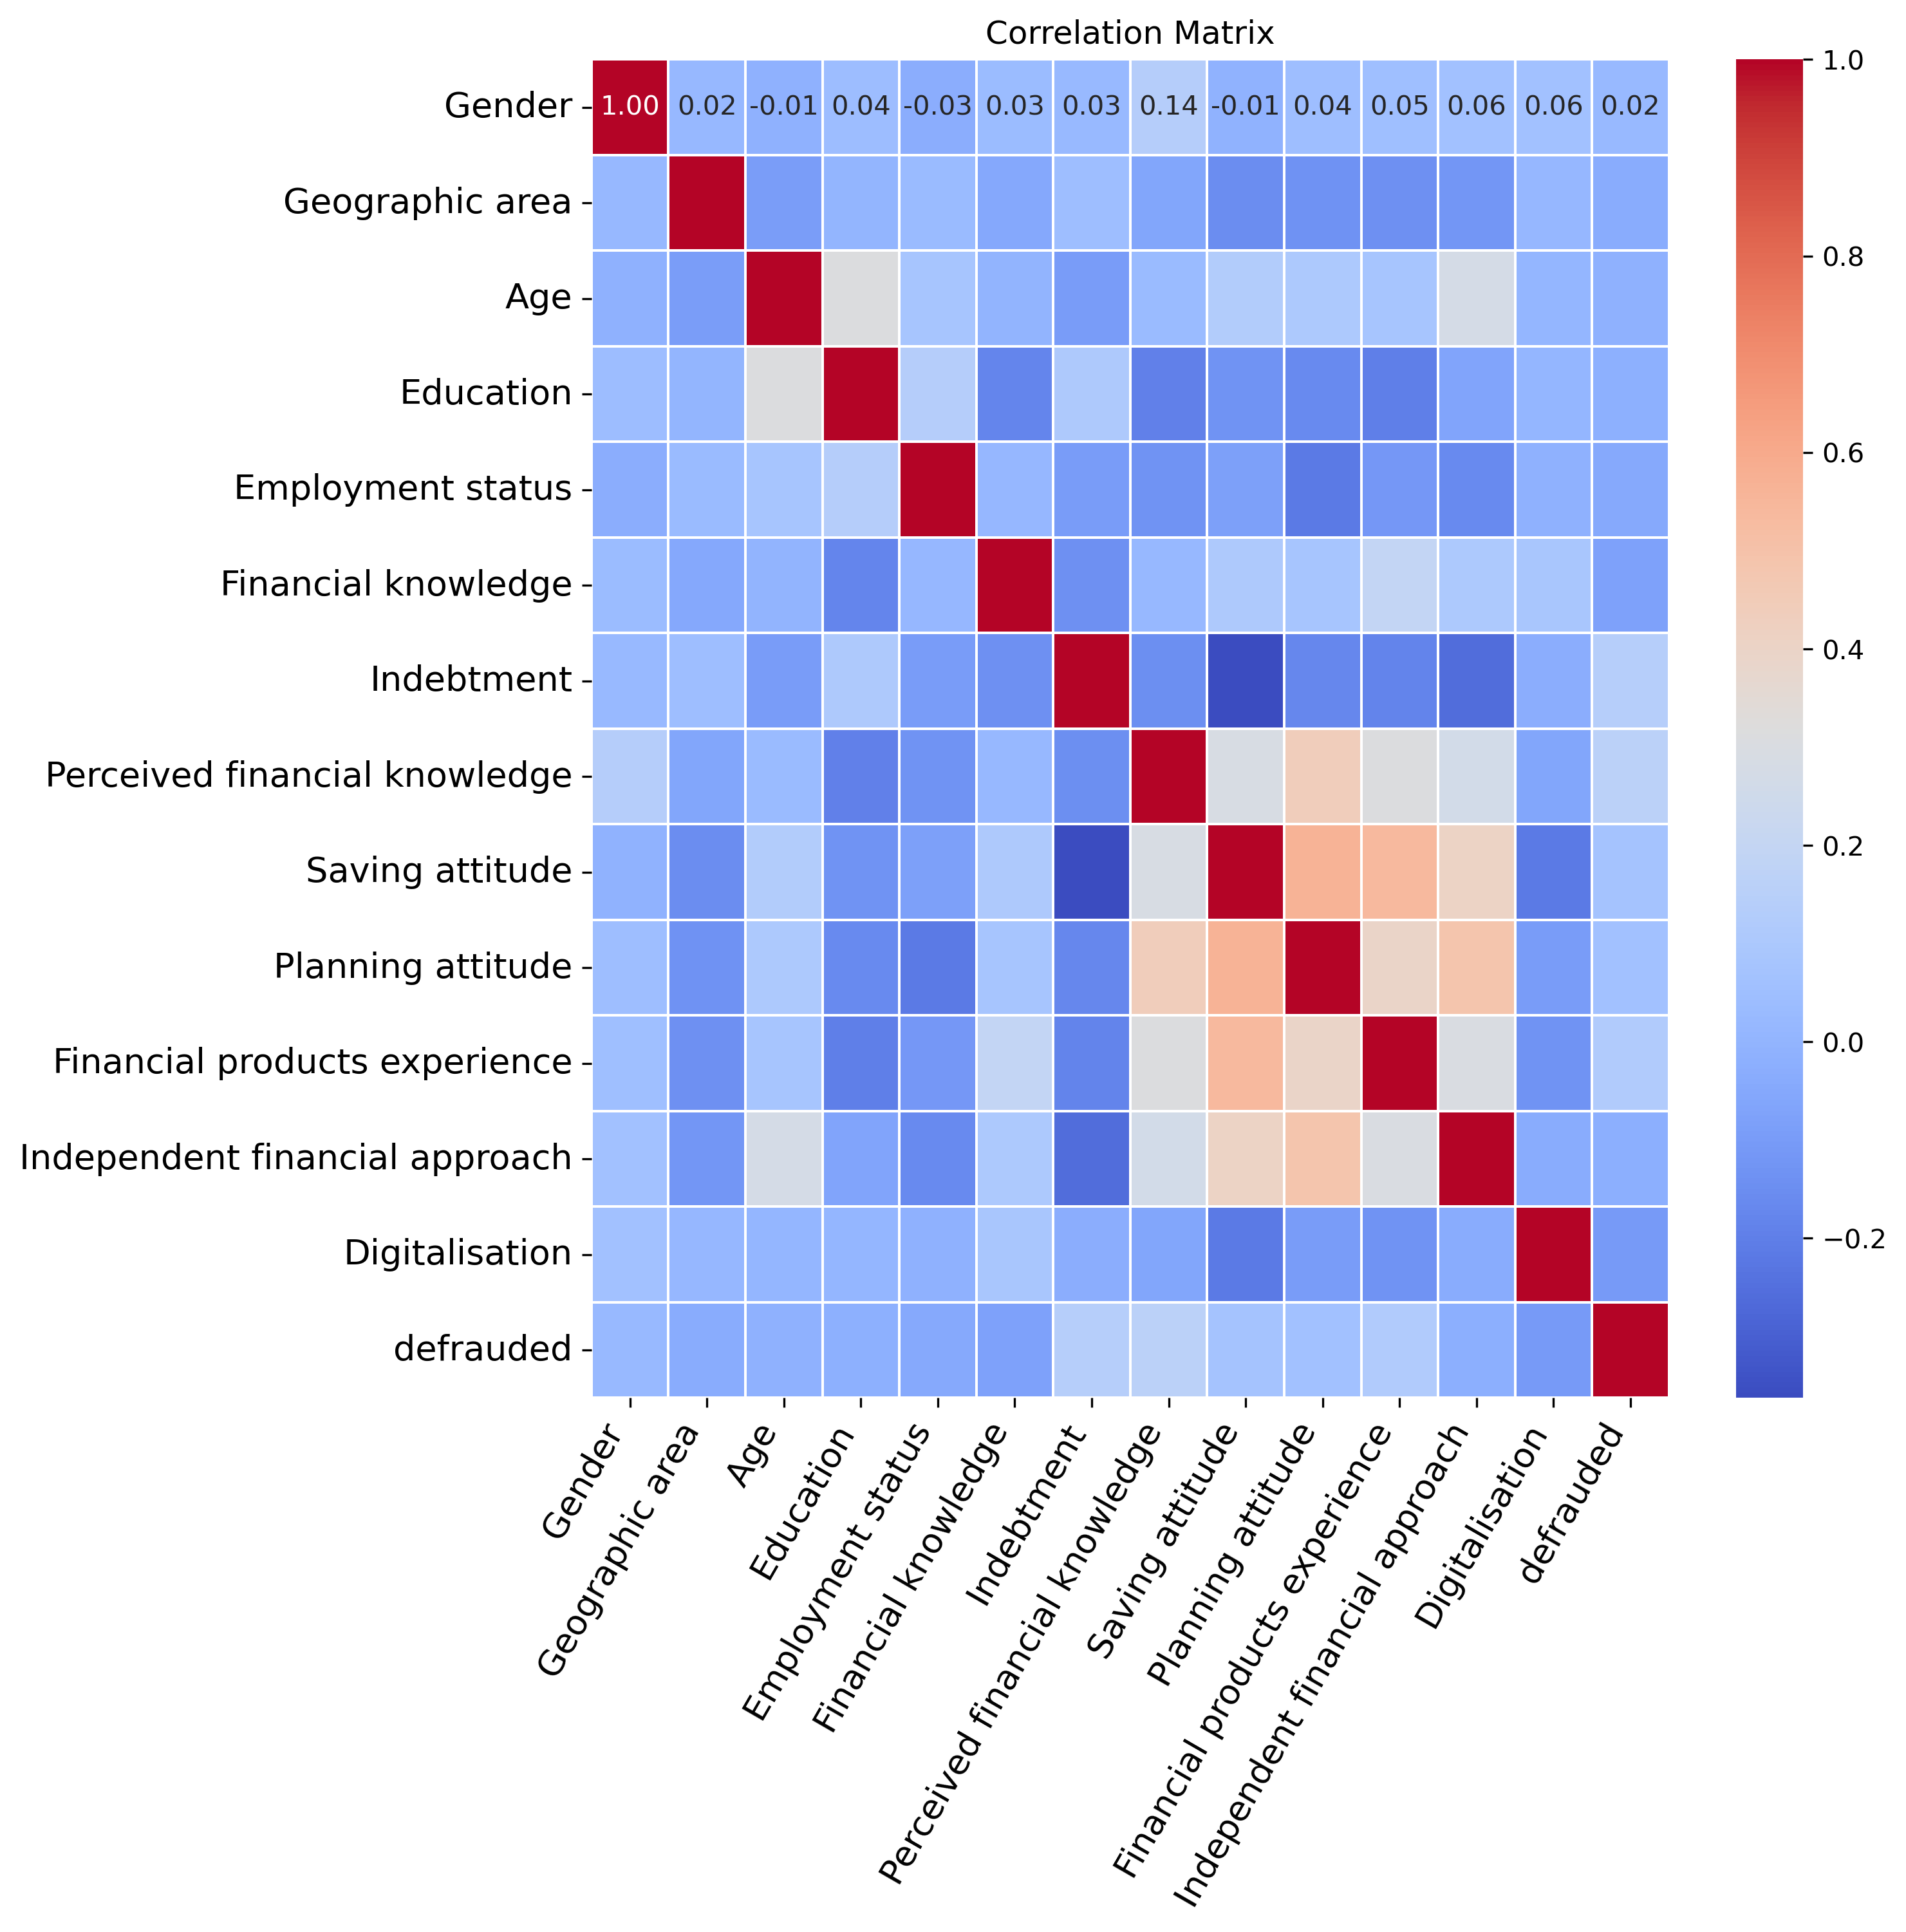 Correlation Matrix
Gender 1.00 0.02 -0.01 0.04 -0.03 0.03 0.03 0.14 -0.01 0.04 0.05 0.06 0.06 0.02
Geographic area
Age
Education
Employment status
Financial knowledge
Indebtment
Perceived financial knowledge
Saving attitude
Planning attitude
Financial products experience
Independent financial approach
Digitalisation
defrauded
Gender
Geographic area
Age
Education
Employment status
Financial knowledge
Indebtment
Perceived financial knowledge
Saving attitude
Planning attitude
Financial products experience
Independent financial approach
Digitalisation
defrauded
1.0
0.8
0.6
0.4
0.2
0.0
−0.2